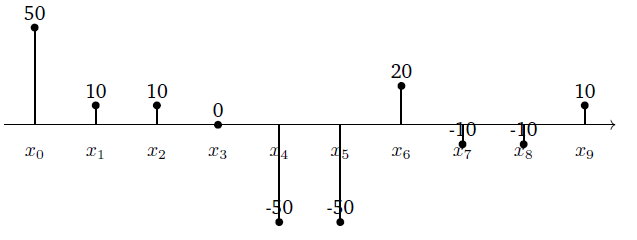 50
10 10 0 20 -10 -10 10
x₀ x₁ x₂ x₃ x₄ x₅ x₆ x₇ x₈ x₉
-50 -50